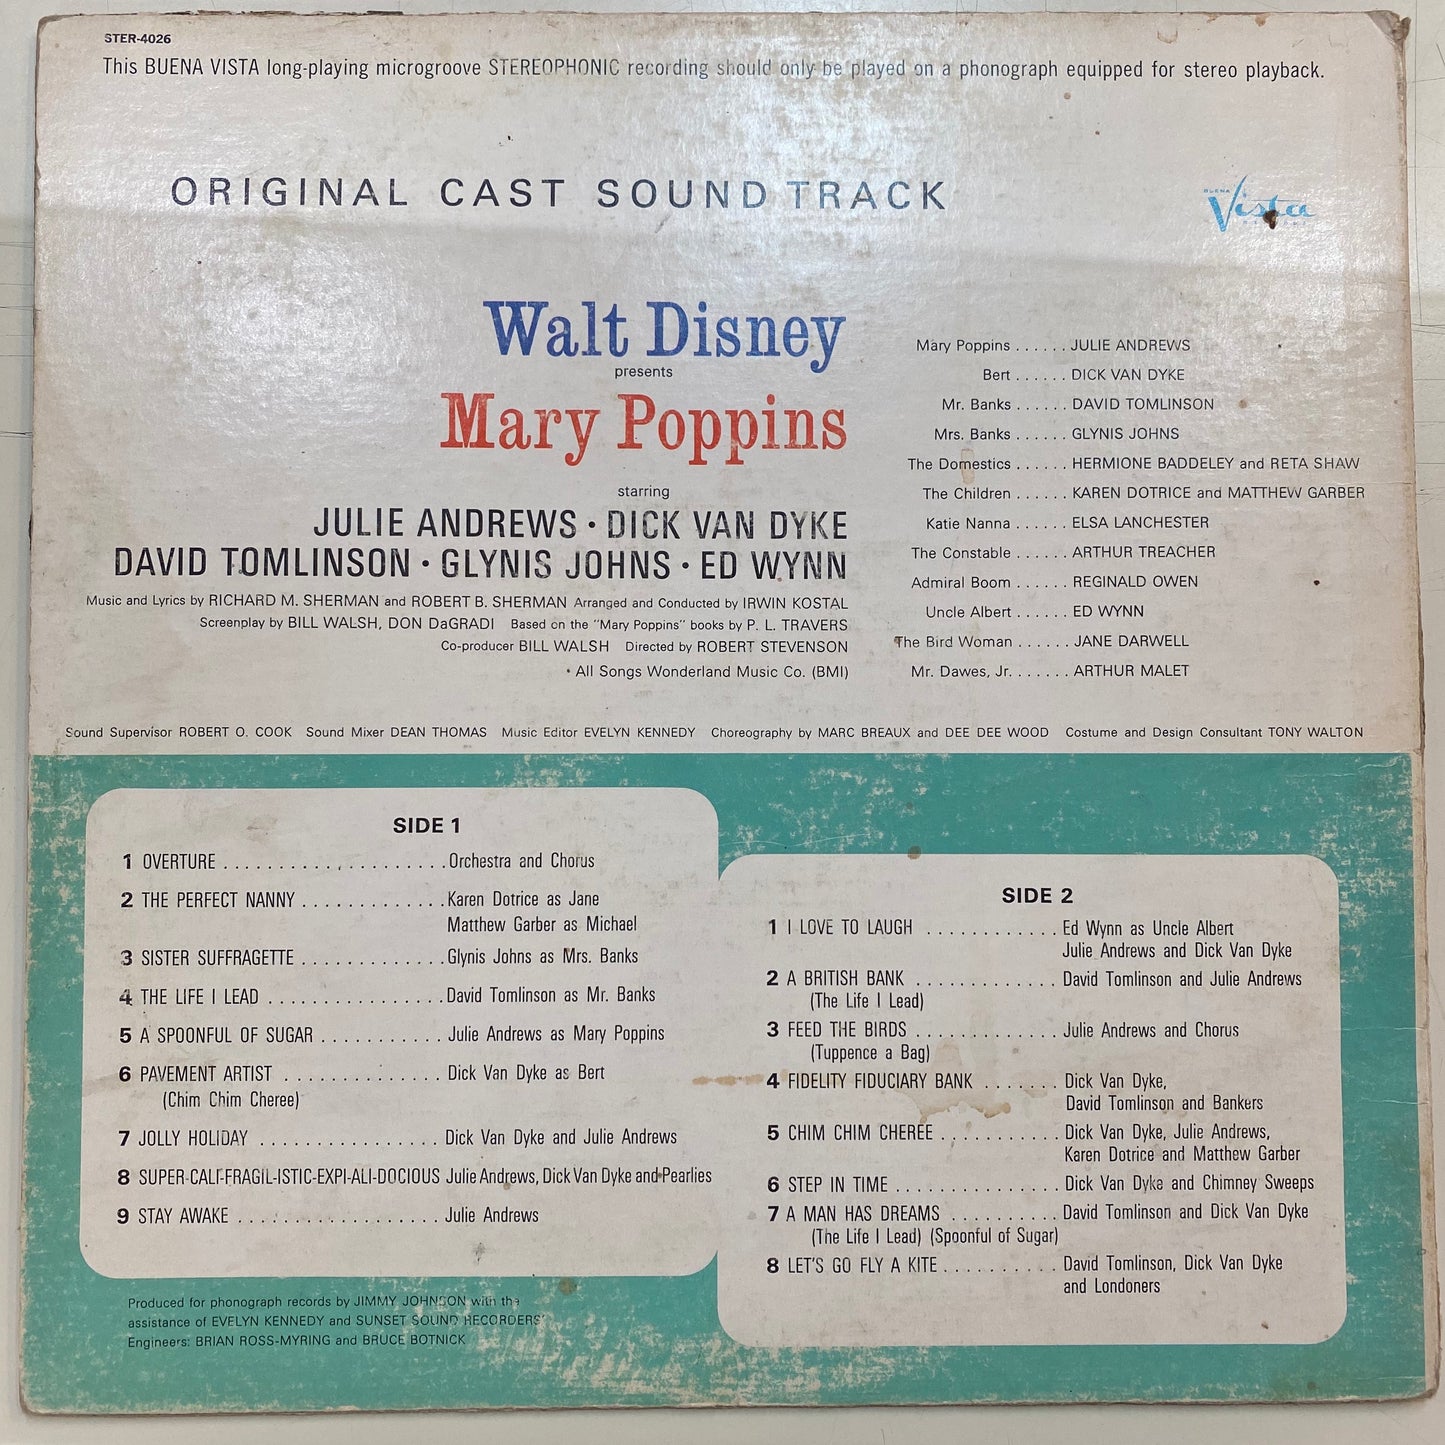 STER-4026
This BUENA VISTA long-playing microgroove STEREOPHONIC recording should only be played on a phonograph equipped for stereo playback.
ORIGINAL CAST SOUND TRACK
BUENA
Vista
Walt Disney
presents
Mary Poppins
starring
JULIE ANDREWS • DICK VAN DYKE
DAVID TOMLINSON • GLYNIS JOHNS • ED WYNN
Music and Lyrics by RICHARD M. SHERMAN and ROBERT B. SHERMAN Arranged and Conducted by IRWIN KOSTAL
Screenplay by BILL WALSH, DON DaGRADI Based on the "Mary Poppins" books by P. L. TRAVERS
Co-producer BILL WALSH Directed by ROBERT STEVENSON
• All Songs Wonderland Music Co. (BMI)
Mary Poppins . . . . . . JULIE ANDREWS
Bert . . . . . . DICK VAN DYKE
Mr. Banks . . . . . . DAVID TOMLINSON
Mrs. Banks . . . . . . GLYNIS JOHNS
The Domestics . . . . . . HERMIONE BADDELEY and RETA SHAW
The Children . . . . . . KAREN DOTRICE and MATTHEW GARBER
Katie Nanna . . . . . . ELSA LANCHESTER
The Constable . . . . . . ARTHUR TREACHER
Admiral Boom . . . . . . REGINALD OWEN
Uncle Albert . . . . . . ED WYNN
The Bird Woman . . . . . . JANE DARWELL
Mr. Dawes, Jr. . . . . . . ARTHUR MALET
Sound Supervisor ROBERT O. COOK Sound Mixer DEAN THOMAS Music Editor EVELYN KENNEDY Choreography by MARC BREAUX and DEE DEE WOOD Costume and Design Consultant TONY WALTON
SIDE 1
1 OVERTURE . . . . . . . . . . . . . . . . . . . . Orchestra and Chorus
2 THE PERFECT NANNY . . . . . . . . . . . . . Karen Dotrice as Jane
Matthew Garber as Michael
3 SISTER SUFFRAGETTE . . . . . . . . . . . . . Glynis Johns as Mrs. Banks
4 THE LIFE I LEAD . . . . . . . . . . . . . . . . David Tomlinson as Mr. Banks
5 A SPOONFUL OF SUGAR . . . . . . . . . . . Julie Andrews as Mary Poppins
6 PAVEMENT ARTIST . . . . . . . . . . . . . . Dick Van Dyke as Bert
(Chim Chim Cheree)
7 JOLLY HOLIDAY . . . . . . . . . . . . . . . . Dick Van Dyke and Julie Andrews
8 SUPER-CALI-FRAGIL-ISTIC-EXPI-ALI-DOCIOUS Julie Andrews, Dick Van Dyke and Pearlies
9 STAY AWAKE . . . . . . . . . . . . . . . . . . Julie Andrews
SIDE 2
1 I LOVE TO LAUGH . . . . . . . . . . . . Ed Wynn as Uncle Albert
Julie Andrews and Dick Van Dyke
2 A BRITISH BANK . . . . . . . . . . . . . David Tomlinson and Julie Andrews
(The Life I Lead)
3 FEED THE BIRDS . . . . . . . . . . . . . Julie Andrews and Chorus
(Tuppence a Bag)
4 FIDELITY FIDUCIARY BANK . . . . . . . Dick Van Dyke,
David Tomlinson and Bankers
5 CHIM CHIM CHEREE . . . . . . . . . . . Dick Van Dyke, Julie Andrews,
Karen Dotrice and Matthew Garber
6 STEP IN TIME . . . . . . . . . . . . . . . Dick Van Dyke and Chimney Sweeps
7 A MAN HAS DREAMS . . . . . . . . . . David Tomlinson and Dick Van Dyke
(The Life I Lead) (Spoonful of Sugar)
8 LET'S GO FLY A KITE . . . . . . . . . . David Tomlinson, Dick Van Dyke
and Londoners
Produced for phonograph records by JIMMY JOHNSON with the
assistance of EVELYN KENNEDY and SUNSET SOUND RECORDERS
Engineers: BRIAN ROSS-MYRING and BRUCE BOTNICK